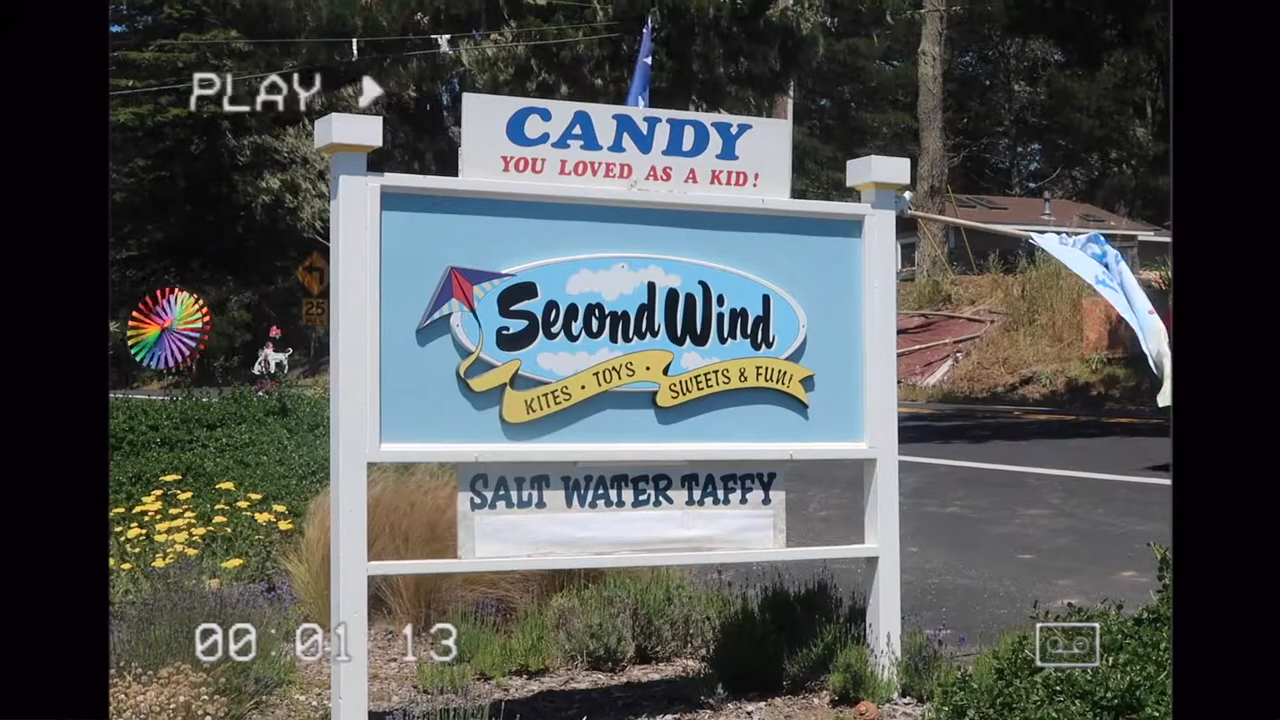 PLAY
CANDY
YOU LOVED AS A KID!
25
Second Wind
KITES • TOYS • SWEETS & FUN!
SALT WATER TAFFY
00:01 13